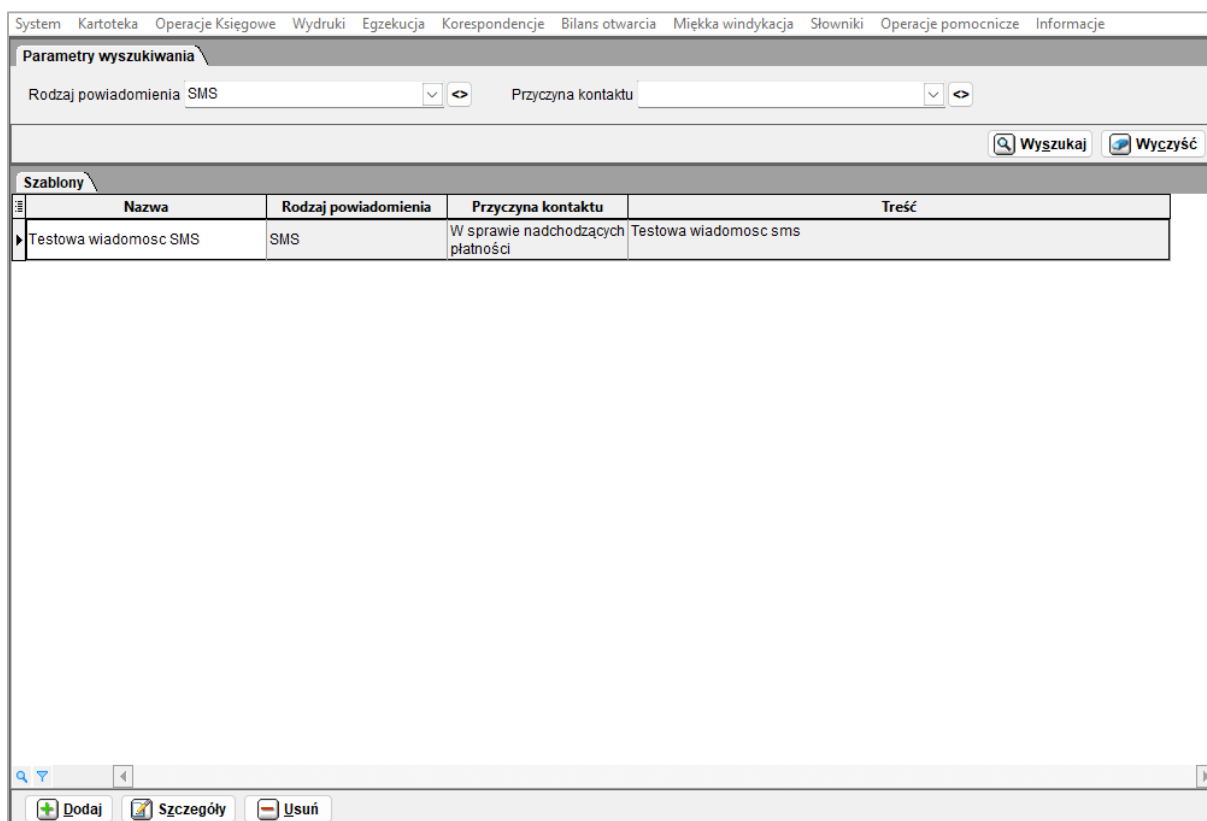 System Kartoteka Operacje Księgowe Wydruki Egzekucja Korespondencje Bilans otwarcia Miękka windykacja Słowniki Operacje pomocnicze Informacje
Parametry wyszukiwania
Rodzaj powiadomienia SMS <> Przyczyna kontaktu <>
Wyszukaj Wyczyść
Szablony
Nazwa Rodzaj powiadomienia Przyczyna kontaktu Treść
Testowa wiadomosc SMS SMS W sprawie nadchodzących Testowa wiadomosc sms
płatności
Dodaj Szczegóły Usuń